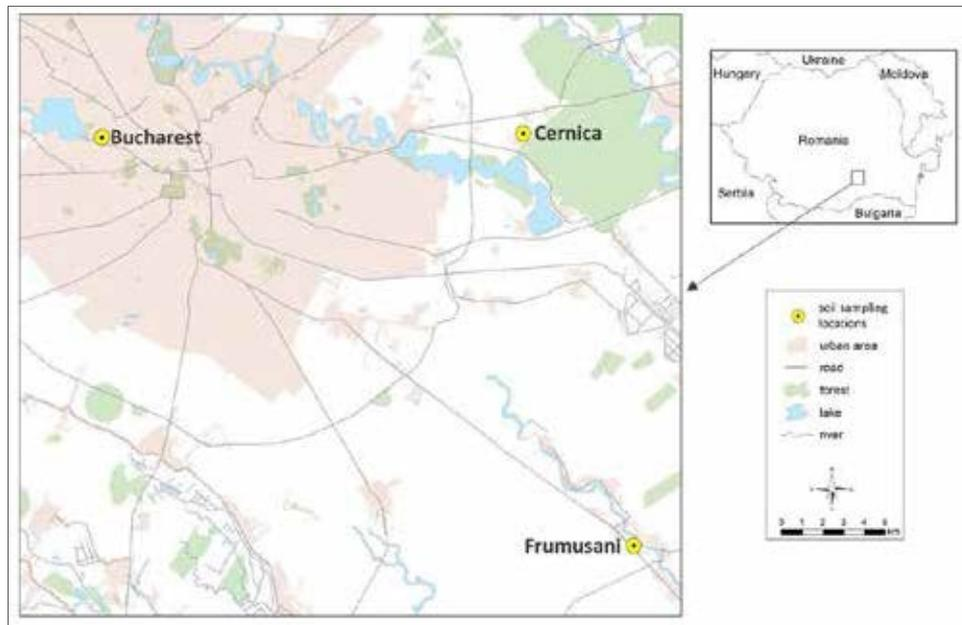 Bucharest
Cernica
Frumusani
Ukraine
Hungary
Moldova
Romania
Serbia
Bulgaria
soil sampling
locations
urban area
road
forest
lake
river
0 1 2 3 4 5
km